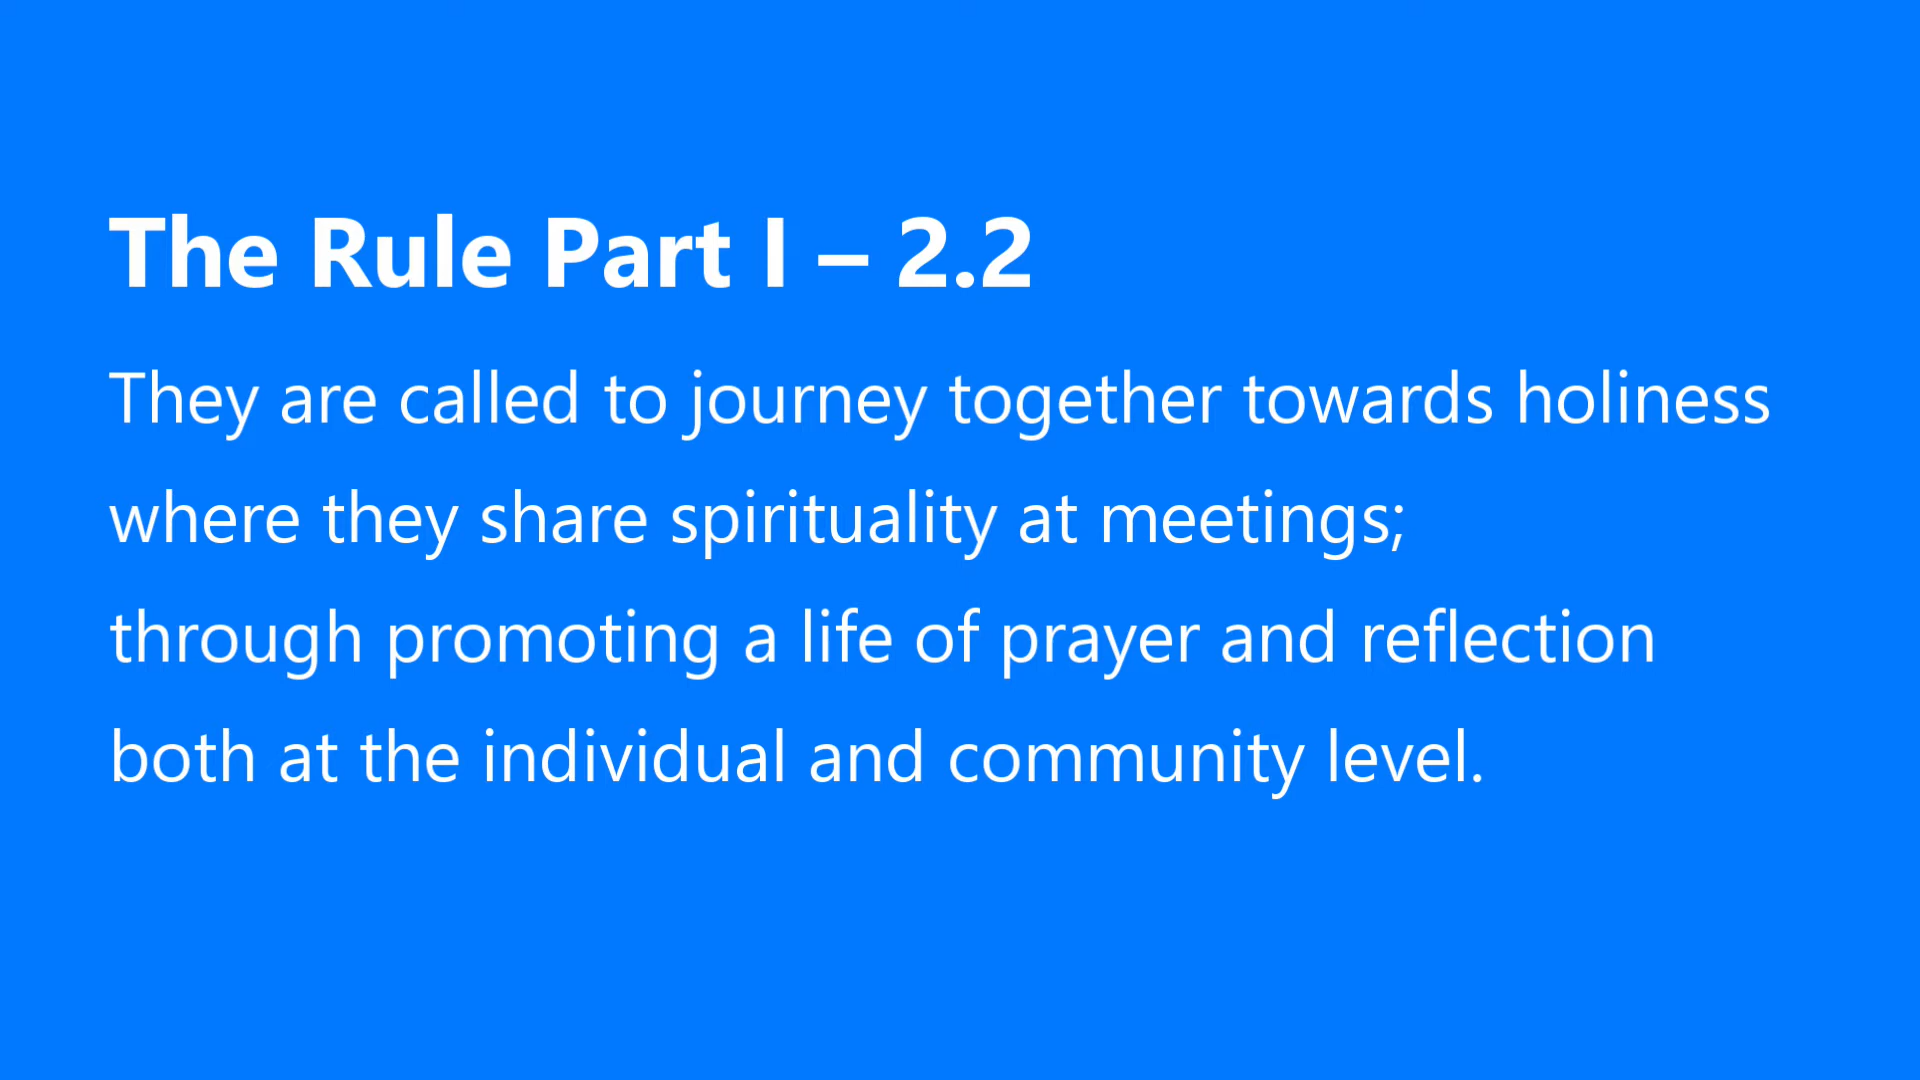 The Rule Part I – 2.2
They are called to journey together towards holiness
where they share spirituality at meetings;
through promoting a life of prayer and reflection
both at the individual and community level.